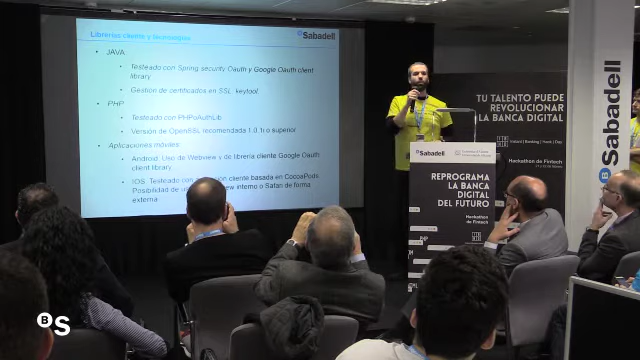 Librerías cliente y tecnologías
B Sabadell
• JAVA:
• Testeado con Spring security Oauth y Google Oauth client
library
• Gestión de certificados en SSL keytool.
• PHP
• Testeado con PHPoAuthLib
• Versión de OpenSSL recomendada 1.0.1i o superior
• Aplicaciones móviles:
• Android. Uso de Webview y de librería cliente Google Oauth
client library
• IOS. Testeado con cliente basada en CocoaPods.
Posibilidad de interno o Safari de forma
externa
TU TALENTO PUEDE
REVOLUCIONAR
LA BANCA DIGITAL
Hackathon de Fintech
B Sabadell
REPROGRAMA
LA BANCA
DIGITAL
DEL FUTURO
Hackathon
de Fintech
PHP
B Sabadell
B S